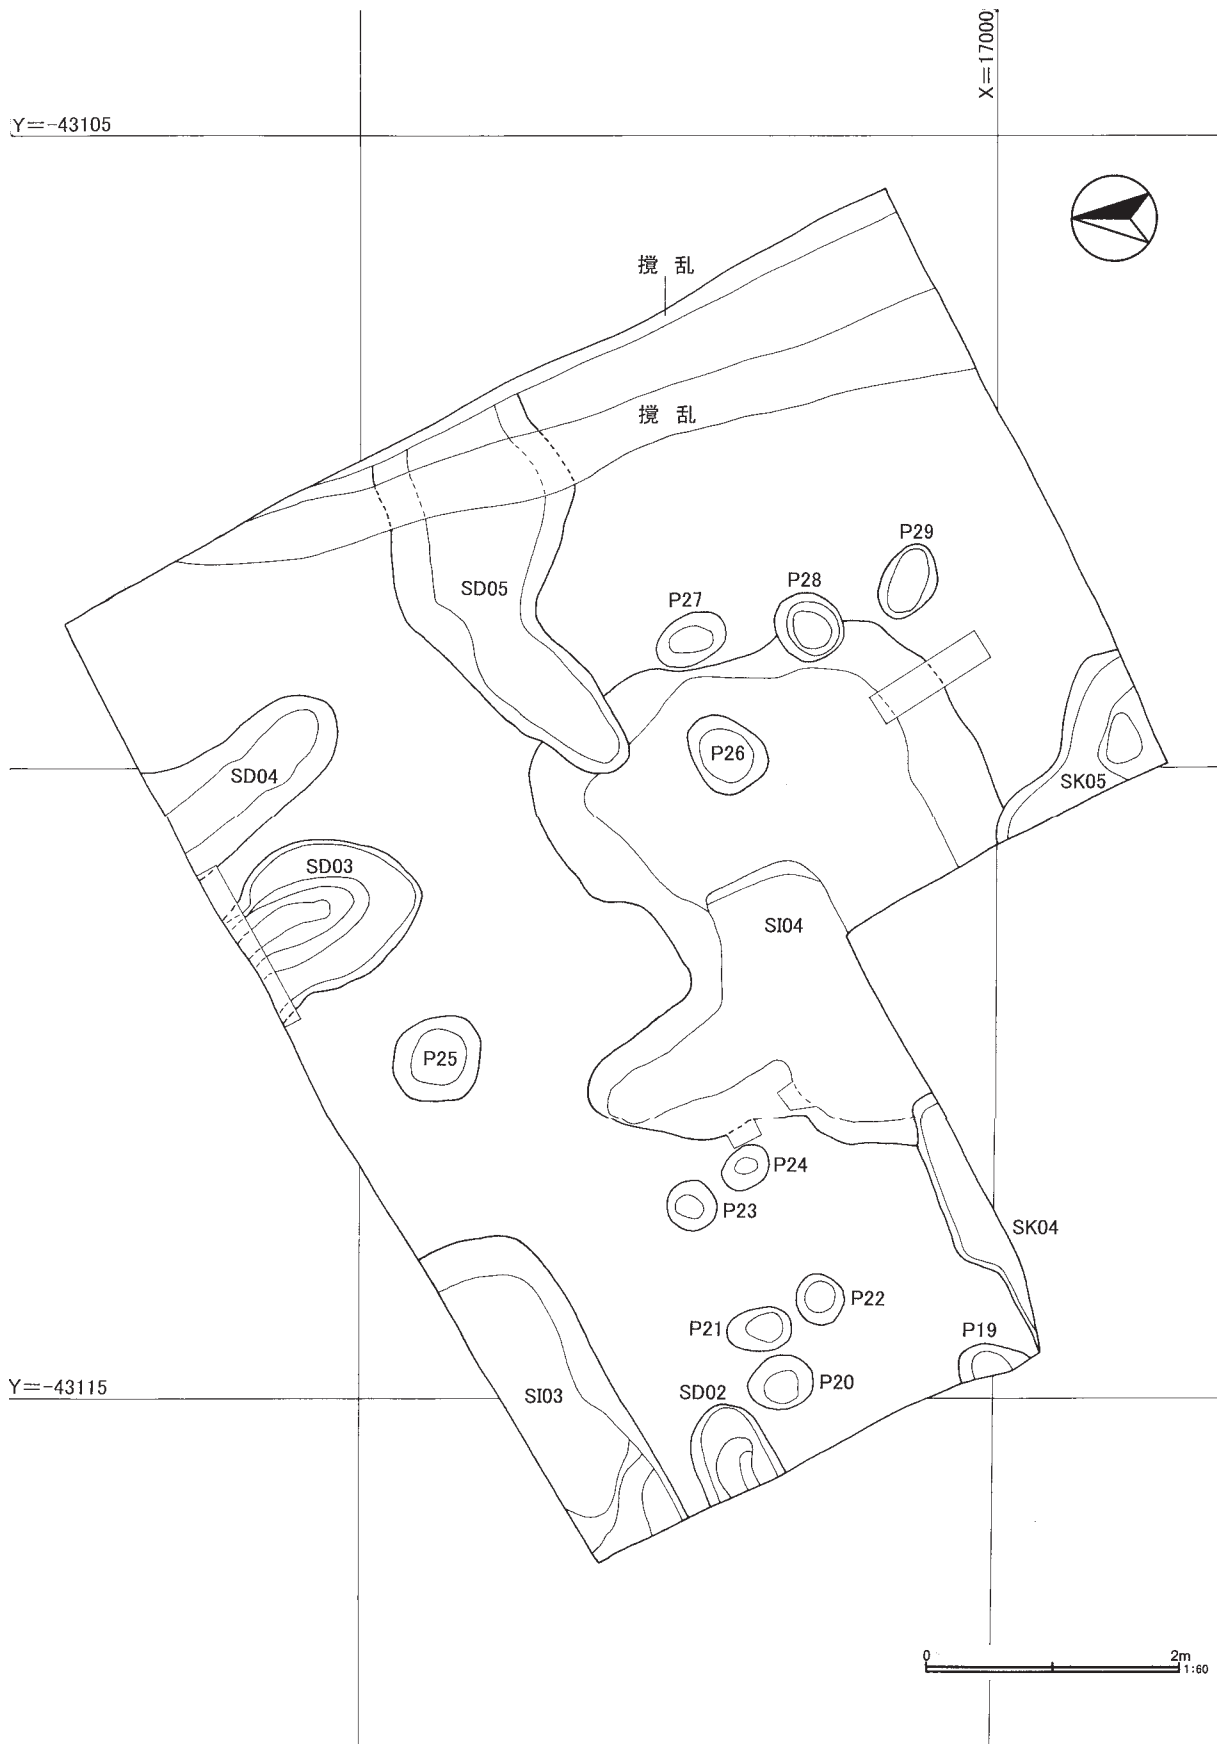 X=17000
Y=-43105
撹 乱
撹 乱
P29
P28
P27
SD05
P26
SD04
SK05
SD03
SI04
P25
P24
P23
SK04
P22
P21
P19
P20
SD02
Y=-43115
SI03
0 2m
1:60